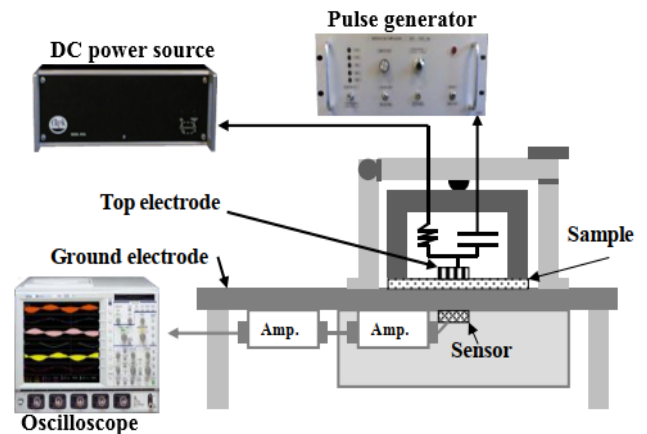 Pulse generator
DC power source
Top electrode
Sample
Ground electrode
Amp.
Amp.
Sensor
Oscilloscope